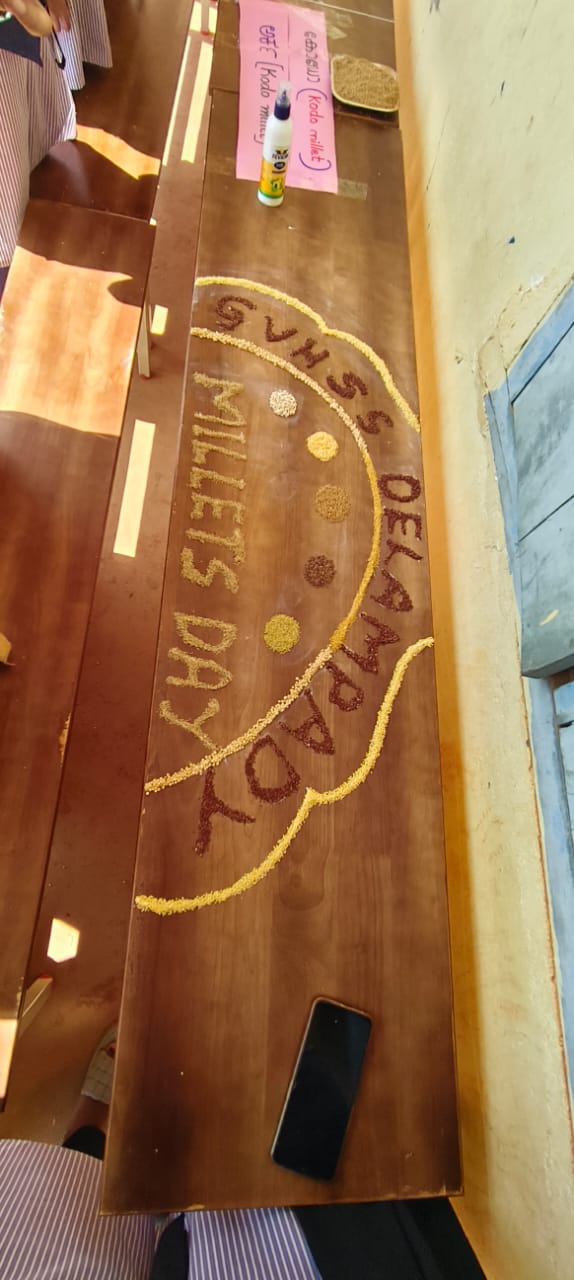 GVHSS DELAMPADY
MILLETS DAY
(Kodo millet)
[Kodo millet]